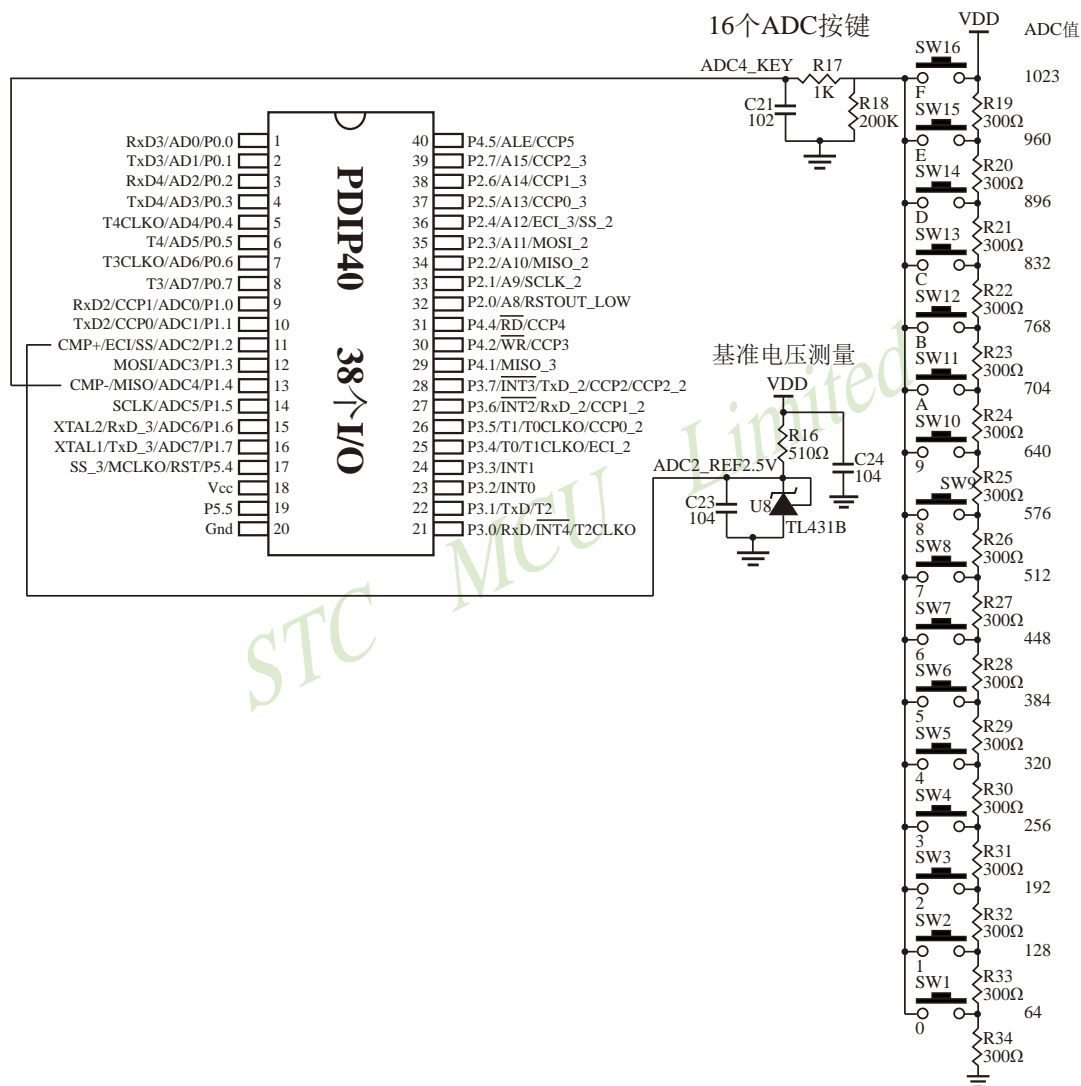 16个ADC按键
VDD
ADC值
SW16
ADC4_KEY
R17
1K
F
1023
C21
102
R18
200K
SW15
R19
300Ω
E
960
SW14
R20
300Ω
D
896
SW13
R21
300Ω
C
832
SW12
R22
300Ω
B
768
SW11
R23
300Ω
A
704
SW10
R24
300Ω
9
640
SW9
R25
300Ω
8
576
SW8
R26
300Ω
7
512
SW7
R27
300Ω
6
448
SW6
R28
300Ω
5
384
SW5
R29
300Ω
4
320
SW4
R30
300Ω
3
256
SW3
R31
300Ω
2
192
SW2
R32
300Ω
1
128
SW1
R33
300Ω
0
64
R34
300Ω
RxD3/AD0/P0.0 1
TxD3/AD1/P0.1 2
RxD4/AD2/P0.2 3
TxD4/AD3/P0.3 4
T4CLKO/AD4/P0.4 5
T4/AD5/P0.5 6
T3CLKO/AD6/P0.6 7
T3/AD7/P0.7 8
RxD2/CCP1/ADC0/P1.0 9
TxD2/CCP0/ADC1/P1.1 10
CMP+/ECI/SS/ADC2/P1.2 11
MOSI/ADC3/P1.3 12
CMP-/MISO/ADC4/P1.4 13
SCLK/ADC5/P1.5 14
XTAL2/RxD_3/ADC6/P1.6 15
XTAL1/TxD_3/ADC7/P1.7 16
SS_3/MCLKO/RST/P5.4 17
Vcc 18
P5.5 19
Gnd 20
PDIP40 38个I/O
40 P4.5/ALE/CCP5
39 P2.7/A15/CCP2_3
38 P2.6/A14/CCP1_3
37 P2.5/A13/CCP0_3
36 P2.4/A12/ECI_3/SS_2
35 P2.3/A11/MOSI_2
34 P2.2/A10/MISO_2
33 P2.1/A9/SCLK_2
32 P2.0/A8/RSTOUT_LOW
31 P4.4/RD/CCP4
30 P4.2/WR/CCP3
29 P4.1/MISO_3
28 P3.7/INT3/TxD_2/CCP2/CCP2_2
27 P3.6/INT2/RxD_2/CCP1_2
26 P3.5/T1/T0CLKO/CCP0_2
25 P3.4/T0/T1CLKO/ECI_2
24 P3.3/INT1
23 P3.2/INT0
22 P3.1/TxD/T2
21 P3.0/RxD/INT4/T2CLKO
基准电压测量
VDD
R16
510Ω
ADC2_REF2.5V
C24
104
C23
104
U8
TL431B
STC MCU Limited